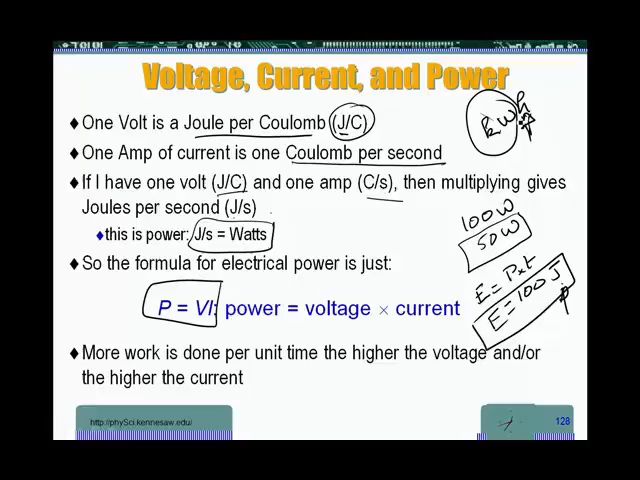 Voltage, Current, and Power
♦One Volt is a Joule per Coulomb (J/C)
♦One Amp of current is one Coulomb per second
♦If I have one volt (J/C) and one amp (C/s), then multiplying gives
Joules per second (J/s)
♦this is power: J/s = Watts
♦So the formula for electrical power is just:
P = VI: power = voltage × current
♦More work is done per unit time the higher the voltage and/or
the higher the current
kWh
100W
50W
E = Pxt
E = 100 J
http://phySci.kennesaw.edu/
128